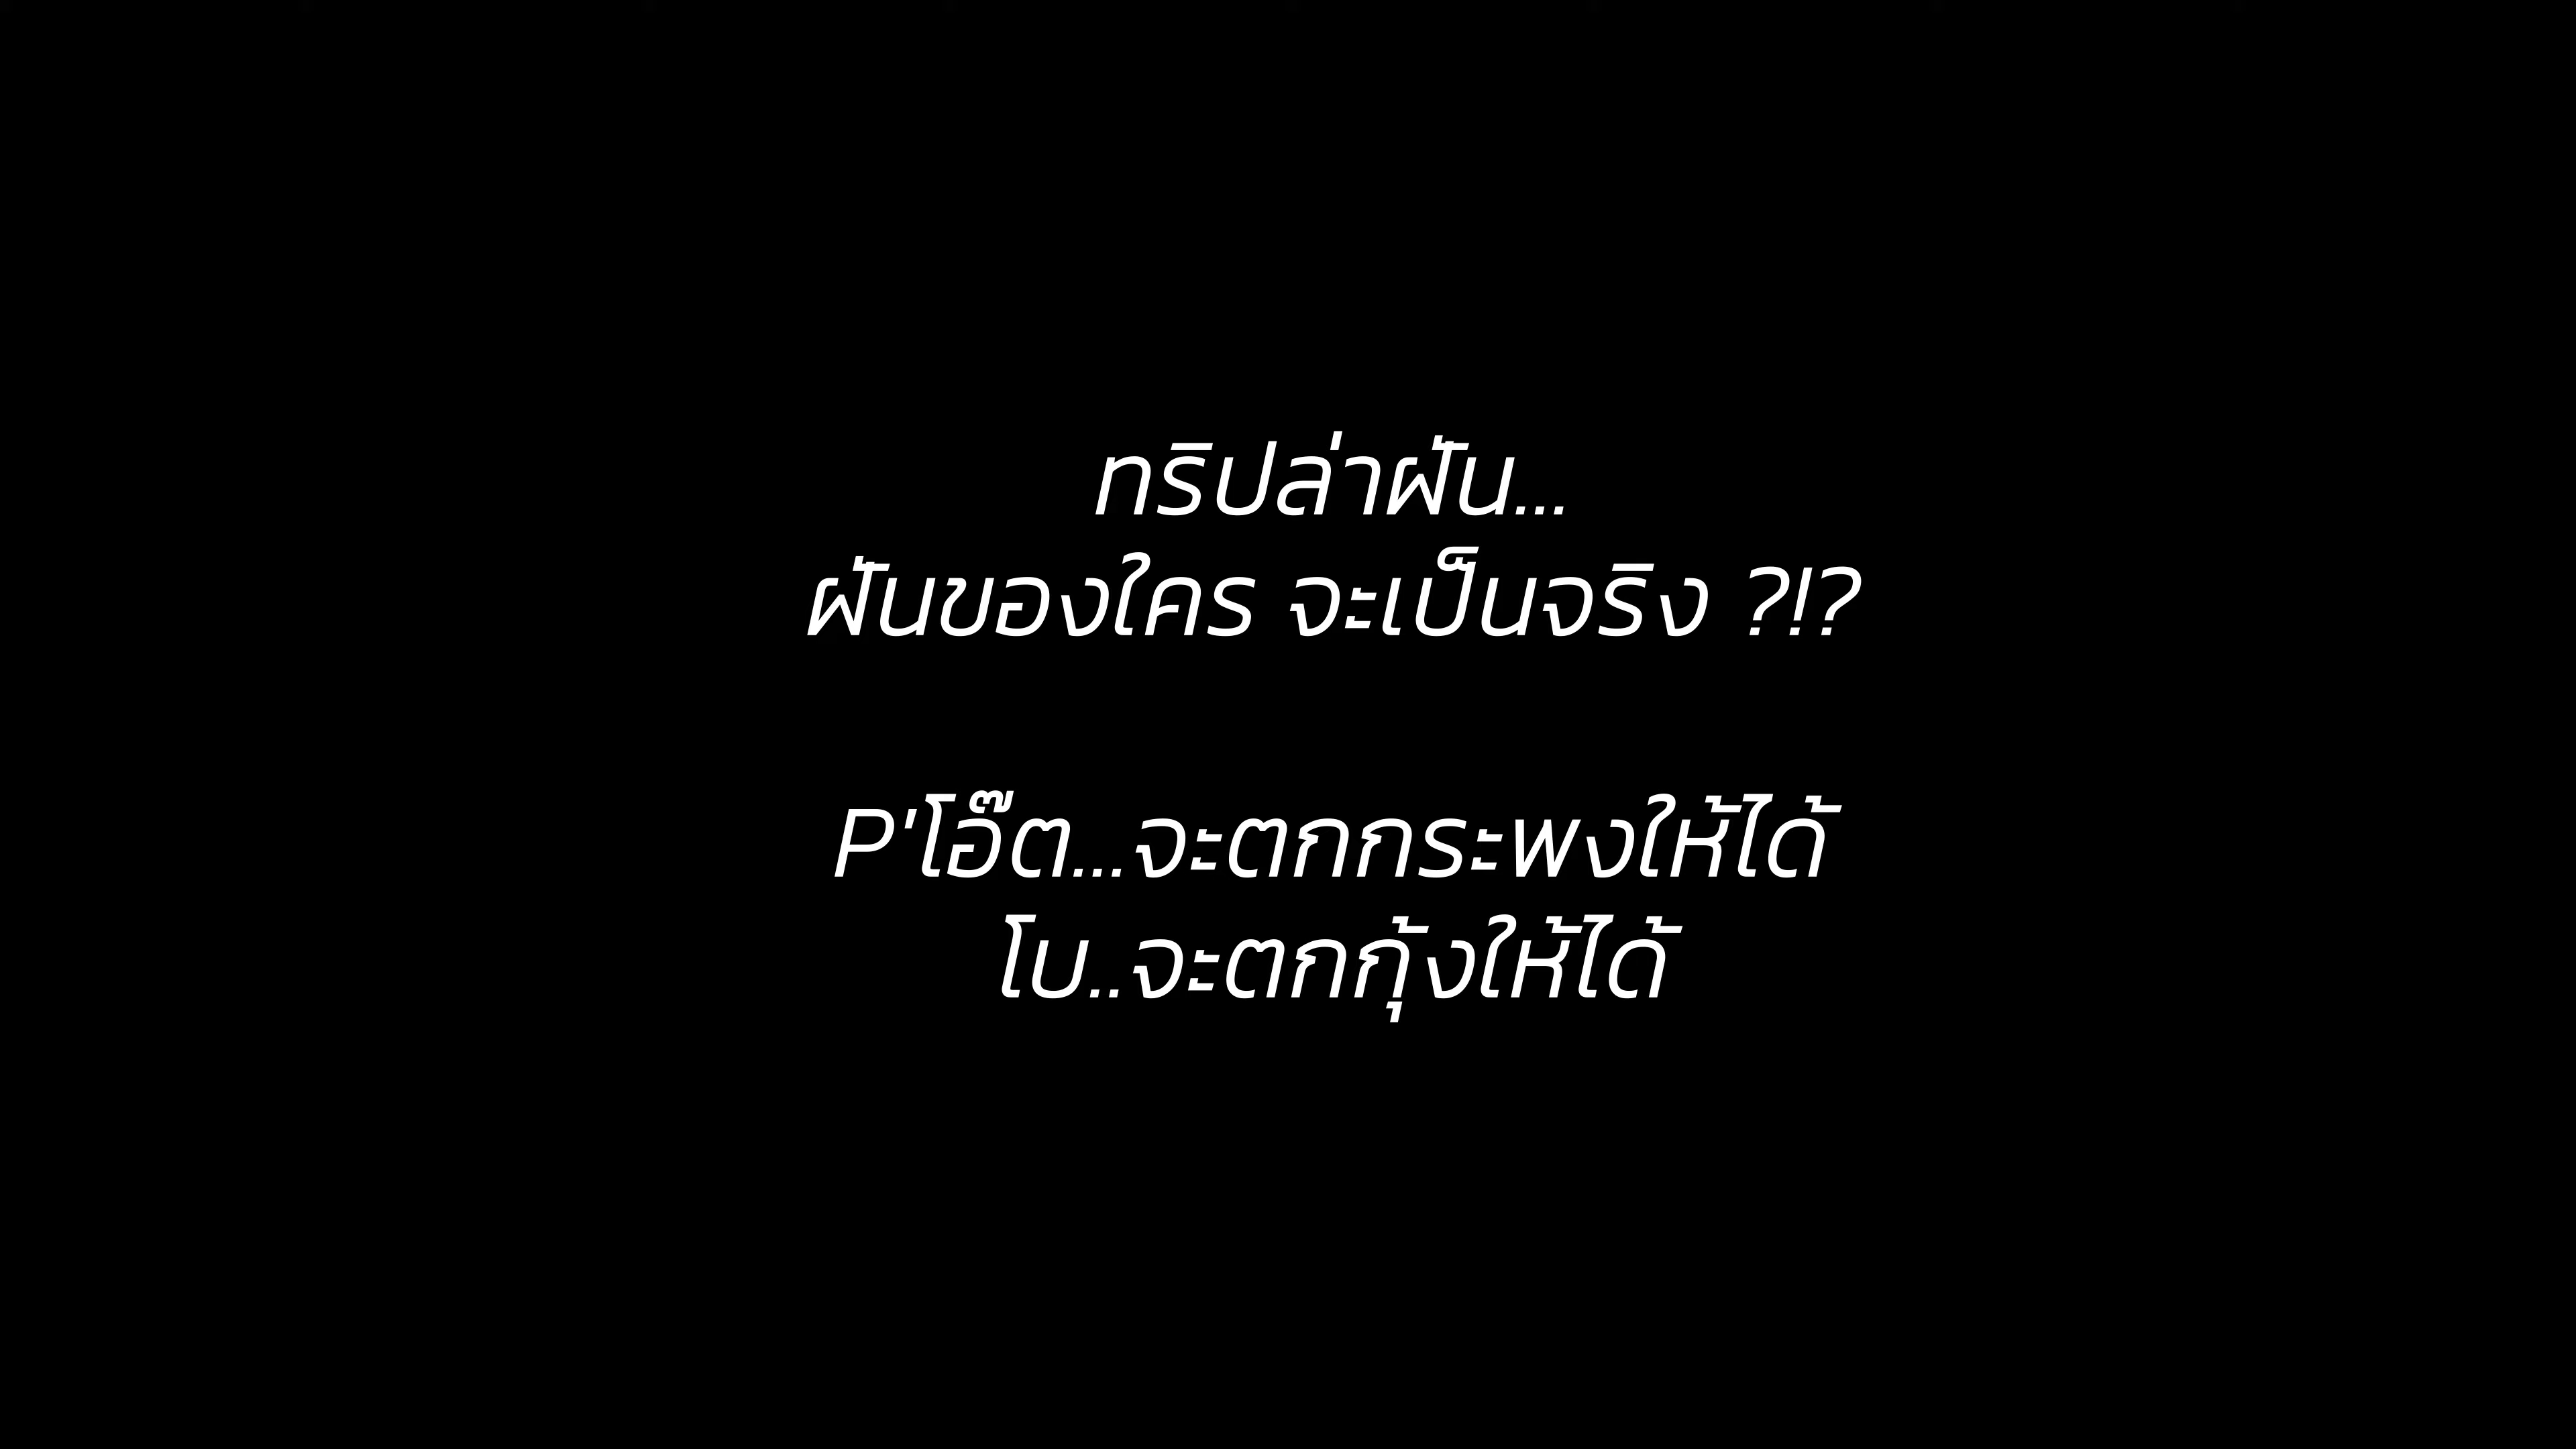 ทริปล่าฝัน...
ฝันของใคร จะเป็นจริง ?!?
P'โอ๊ต...จะตกกระพงให้ได้
โบ..จะตกกุ้งให้ได้